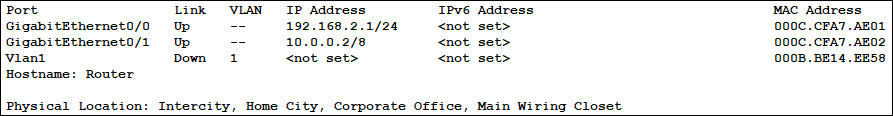 Port Link VLAN IP Address IPv6 Address MAC Address
GigabitEthernet0/0 Up -- 192.168.2.1/24 <not set> 000C.CFA7.AE01
GigabitEthernet0/1 Up -- 10.0.0.2/8 <not set> 000C.CFA7.AE02
Vlan1 Down 1 <not set> <not set> 000B.BE14.EE58
Hostname: Router
Physical Location: Intercity, Home City, Corporate Office, Main Wiring Closet